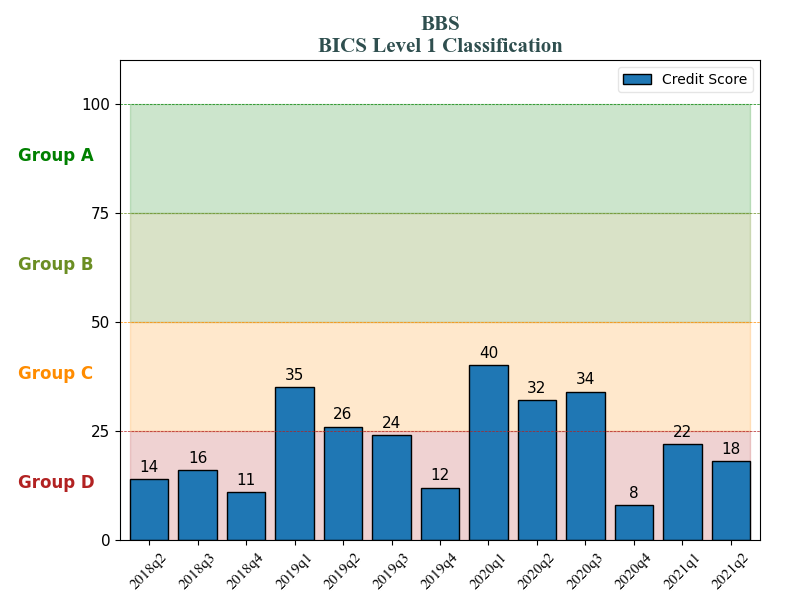 BBS
BICS Level 1 Classification
Credit Score
100
Group A
75
Group B
50
Group C
25
Group D
0
14
16
11
35
26
24
12
40
32
34
8
22
18
2018q2
2018q3
2018q4
2019q1
2019q2
2019q3
2019q4
2020q1
2020q2
2020q3
2020q4
2021q1
2021q2